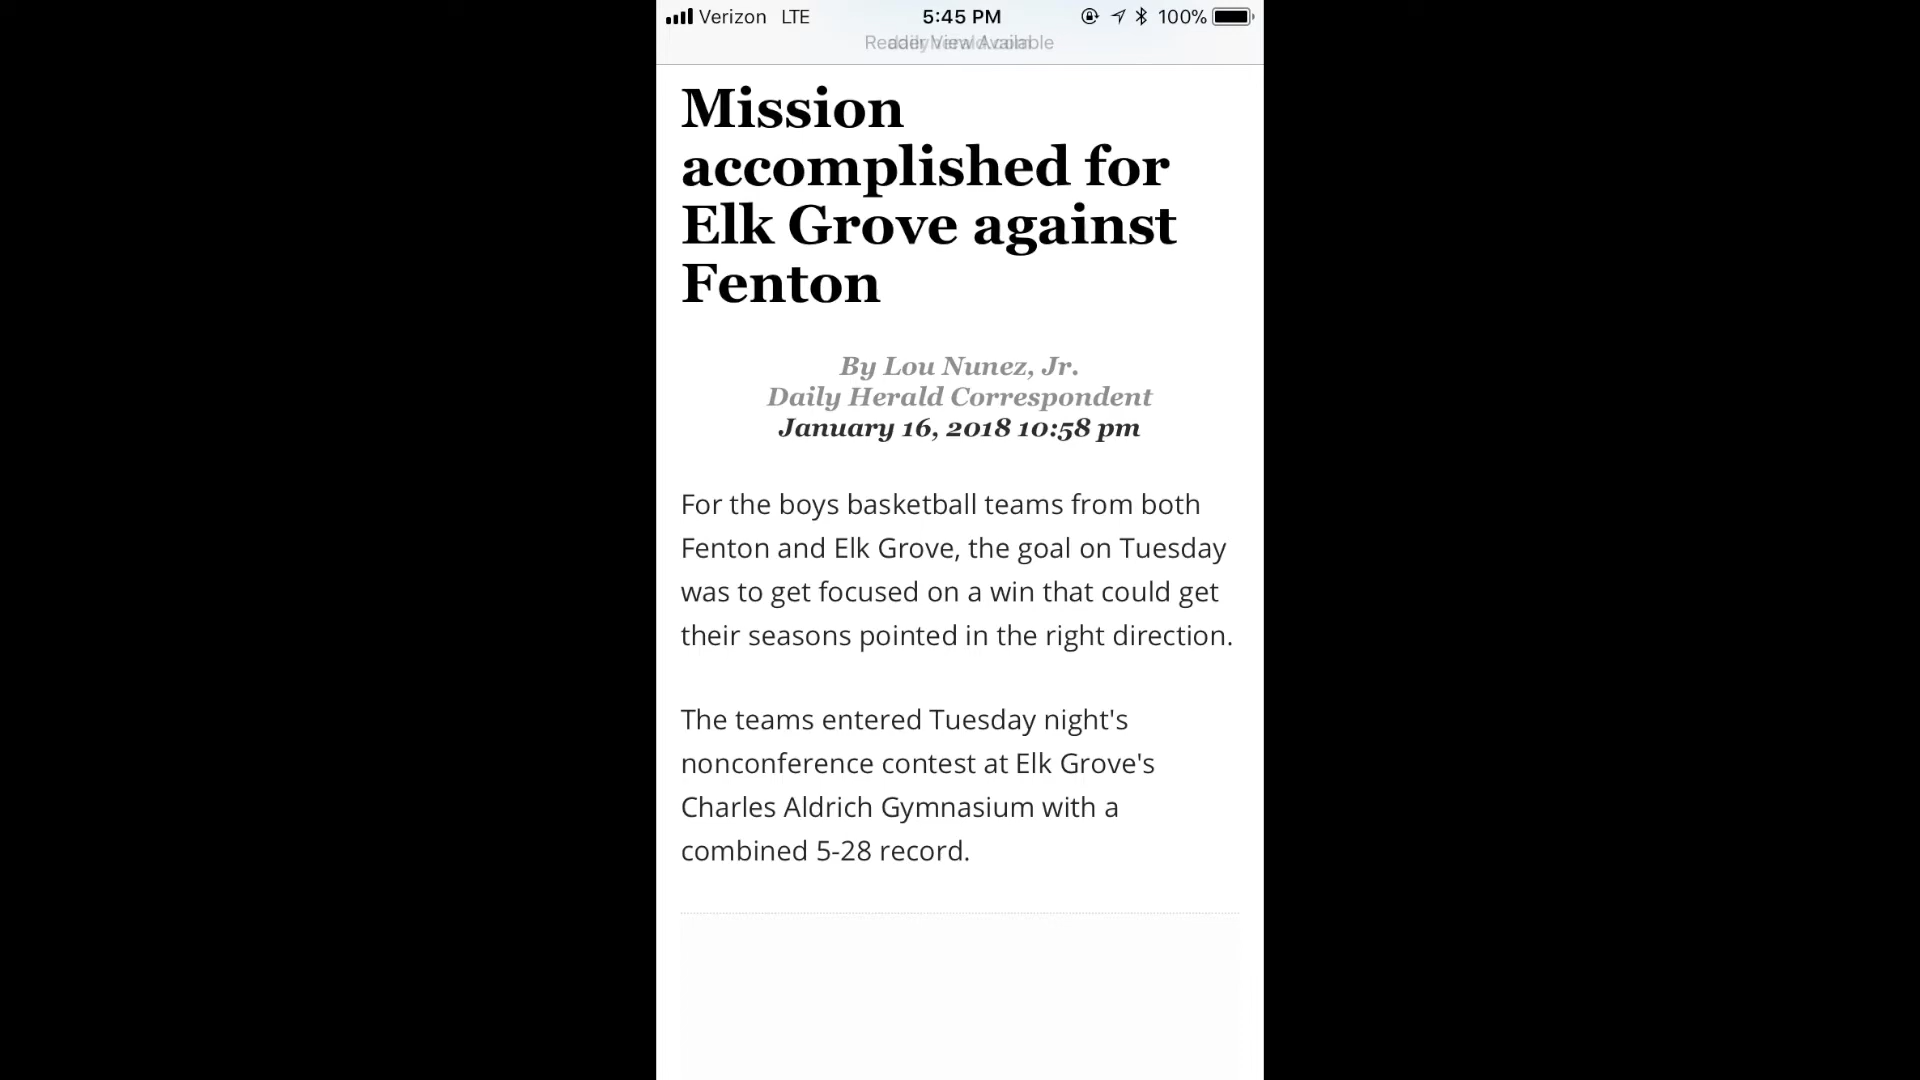 Verizon LTE 5:45 PM 100%
Mission
accomplished for
Elk Grove against
Fenton
By Lou Nunez, Jr.
Daily Herald Correspondent
January 16, 2018 10:58 pm
For the boys basketball teams from both
Fenton and Elk Grove, the goal on Tuesday
was to get focused on a win that could get
their seasons pointed in the right direction.
The teams entered Tuesday night's
nonconference contest at Elk Grove's
Charles Aldrich Gymnasium with a
combined 5-28 record.